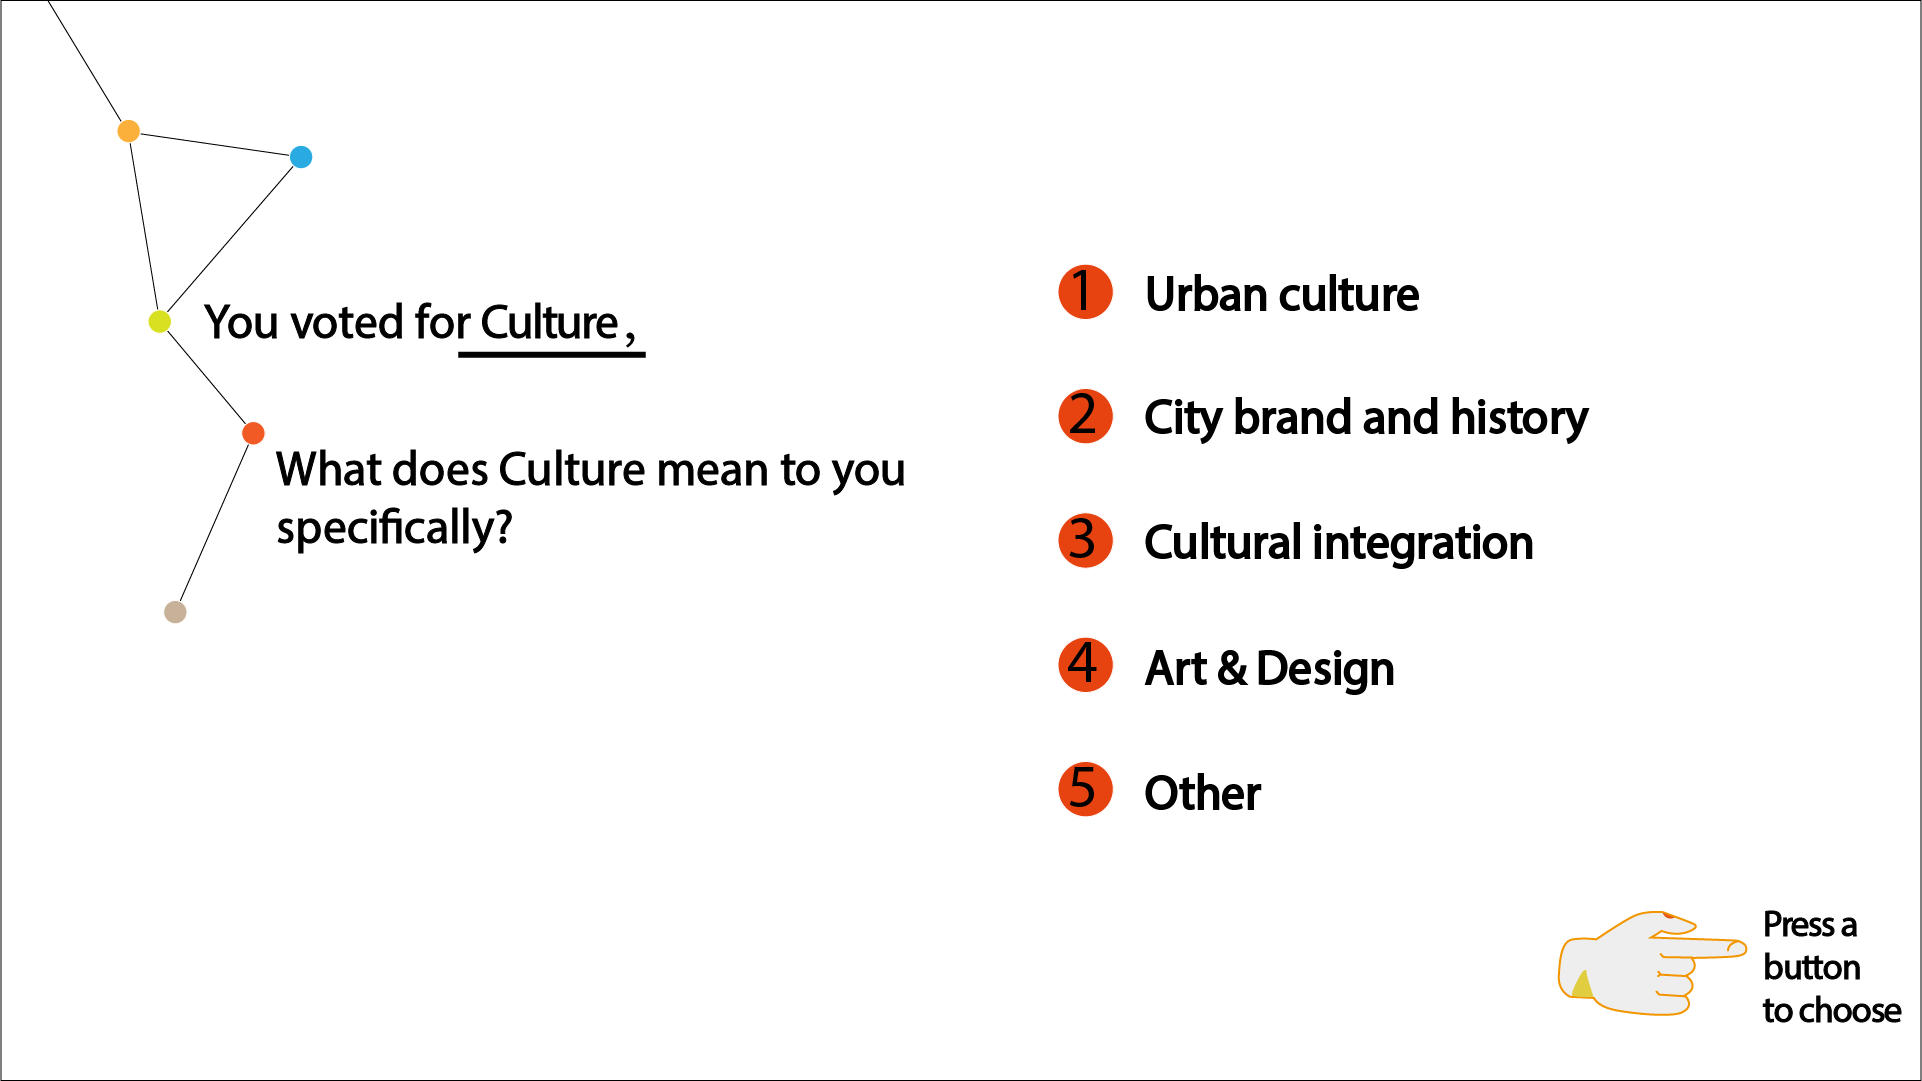 You voted for Culture,
What does Culture mean to you
specifically?
1 Urban culture
2 City brand and history
3 Cultural integration
4 Art & Design
5 Other
Press a
button
to choose